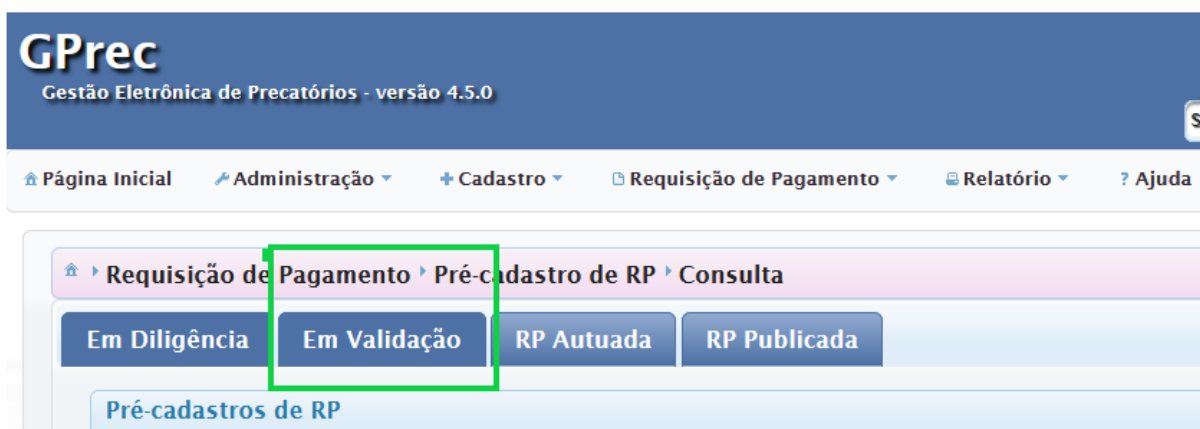 GPrec
Gestão Eletrônica de Precatórios - versão 4.5.0
S
Página Inicial Administração Cadastro Requisição de Pagamento Relatório ? Ajuda
Requisição de Pagamento Pré-cadastro de RP Consulta
Em Diligência Em Validação RP Autuada RP Publicada
Pré-cadastros de RP